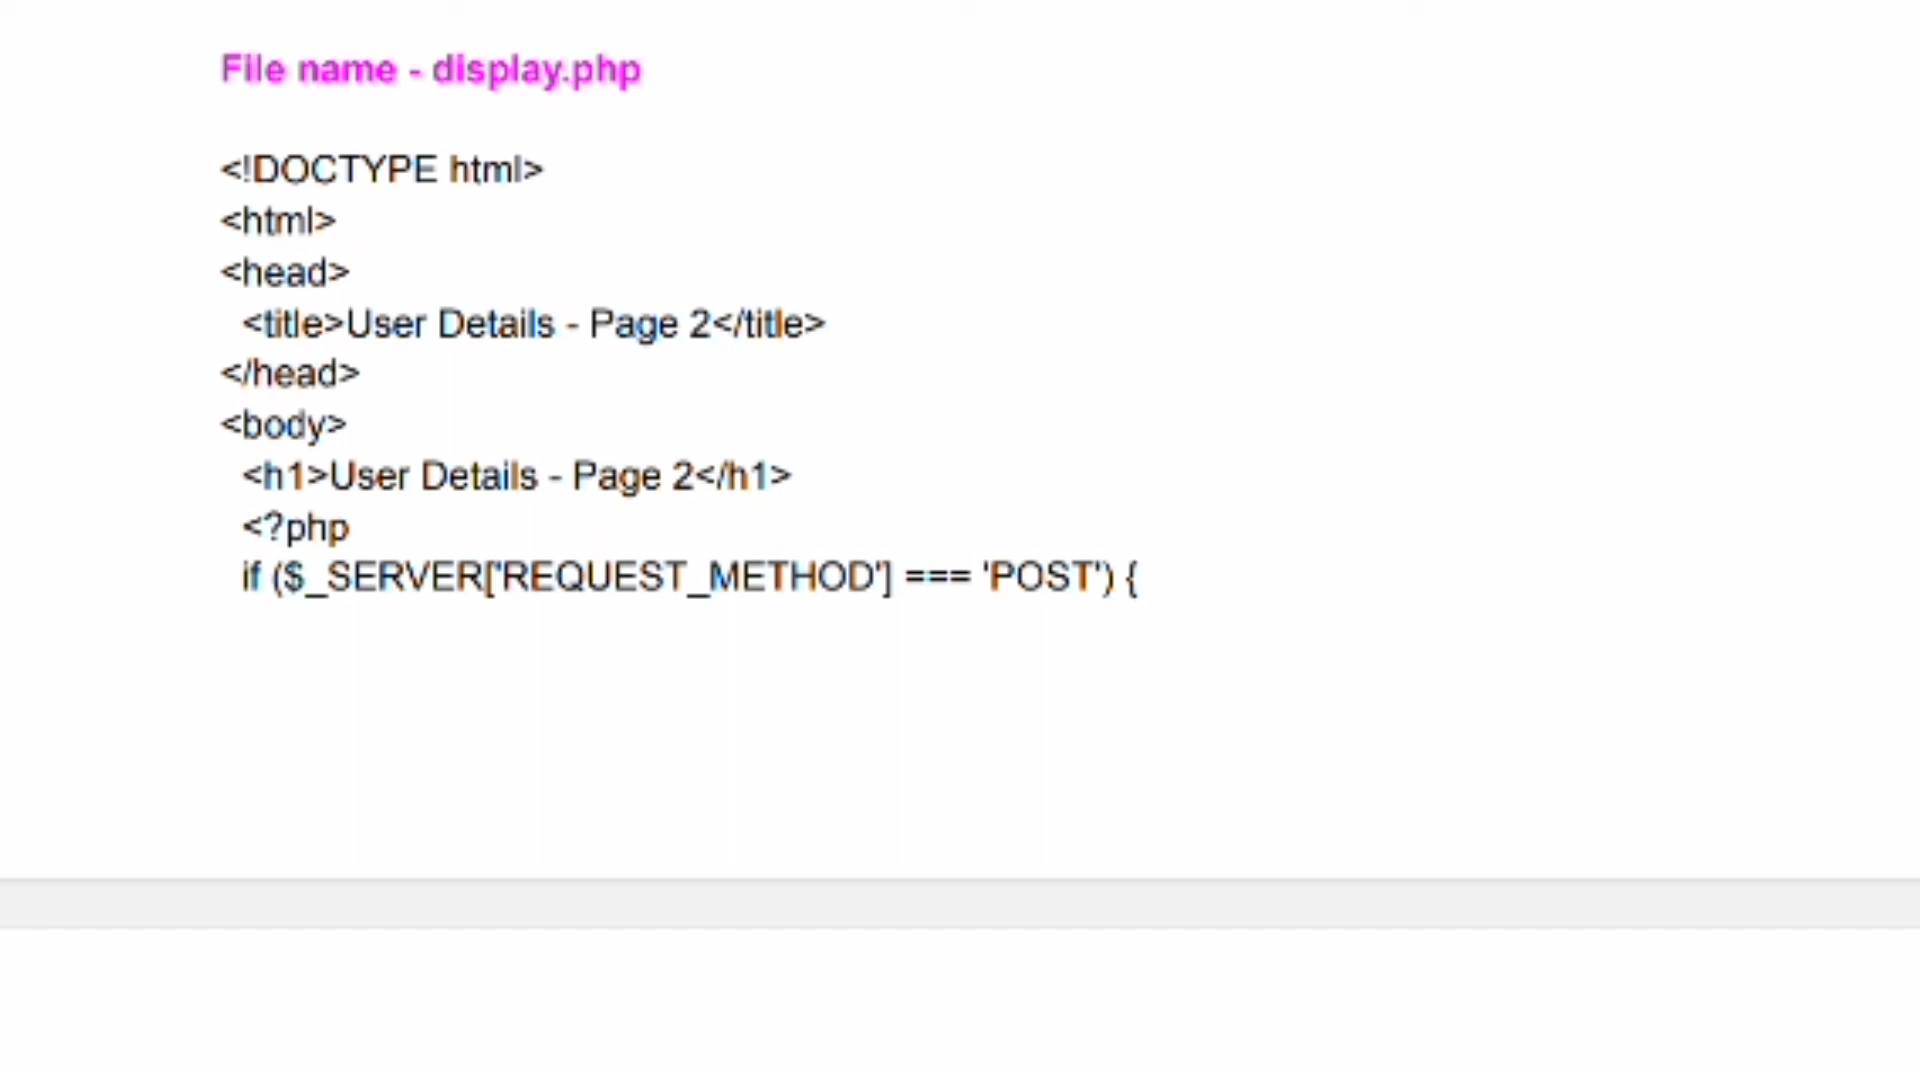 File name - display.php
<!DOCTYPE html>
<html>
<head>
<title>User Details - Page 2</title>
</head>
<body>
<h1>User Details - Page 2</h1>
<?php
if ($_SERVER['REQUEST_METHOD'] === 'POST') {